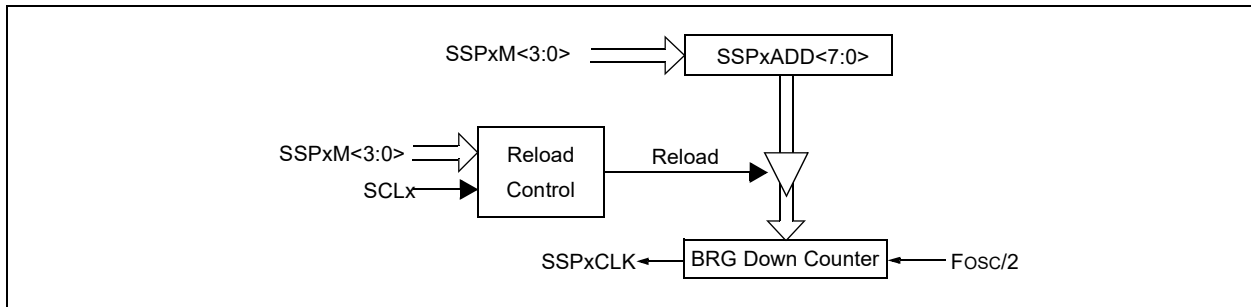 SSPxM<3:0>
SSPxADD<7:0>
SSPxM<3:0>
Reload
Control
Reload
SCLx
SSPxCLK
BRG Down Counter
FOSC/2